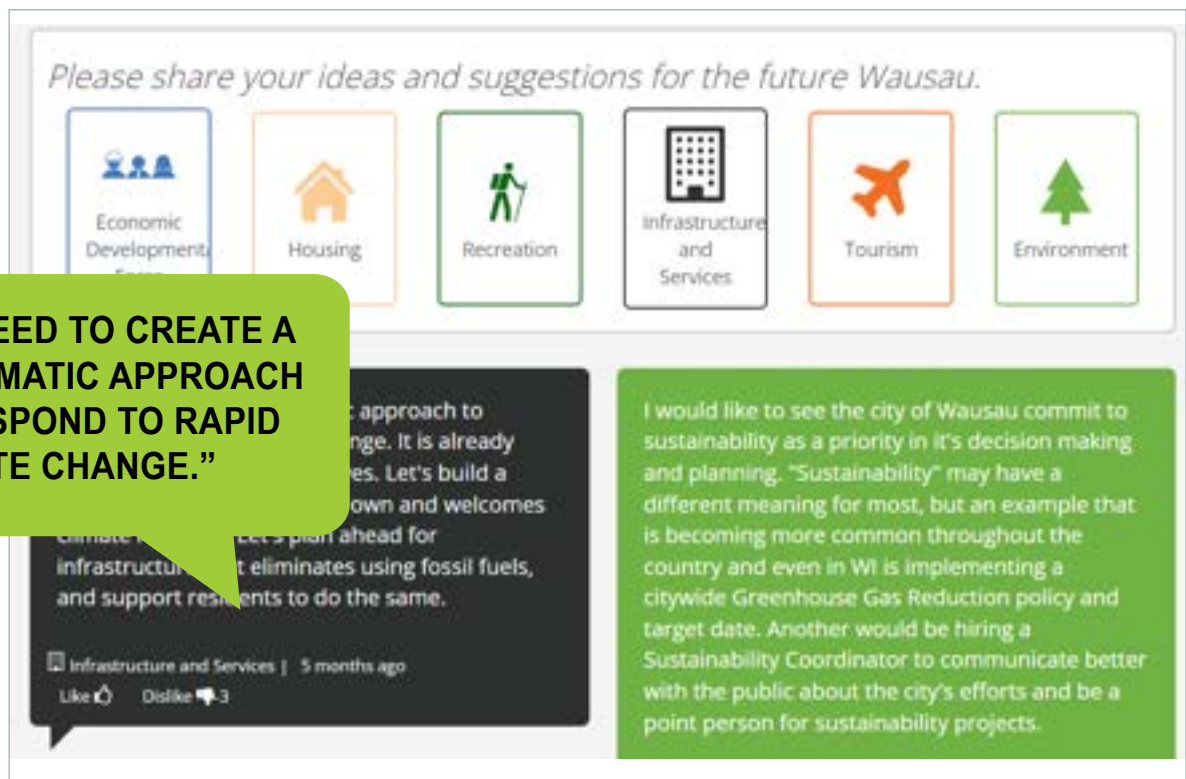 Please share your ideas and suggestions for the future Wausau.
Economic
Development/
Housing
Recreation
Infrastructure
and
Services
Tourism
Environment
EED TO CREATE A
MATIC APPROACH
SPOND TO RAPID
TE CHANGE.”
approach to
nge. It is already
es. Let's build a
own and welcomes
climate Let's plan ahead for
infrastructur t eliminates using fossil fuels,
and support residents to do the same.
Infrastructure and Services | 5 months ago
Like Dislike -3
I would like to see the city of Wausau commit to
sustainability as a priority in it's decision making
and planning. "Sustainability" may have a
different meaning for most, but an example that
is becoming more common throughout the
country and even in WI is implementing a
citywide Greenhouse Gas Reduction policy and
target date. Another would be hiring a
Sustainability Coordinator to communicate better
with the public about the city's efforts and be a
point person for sustainability projects.